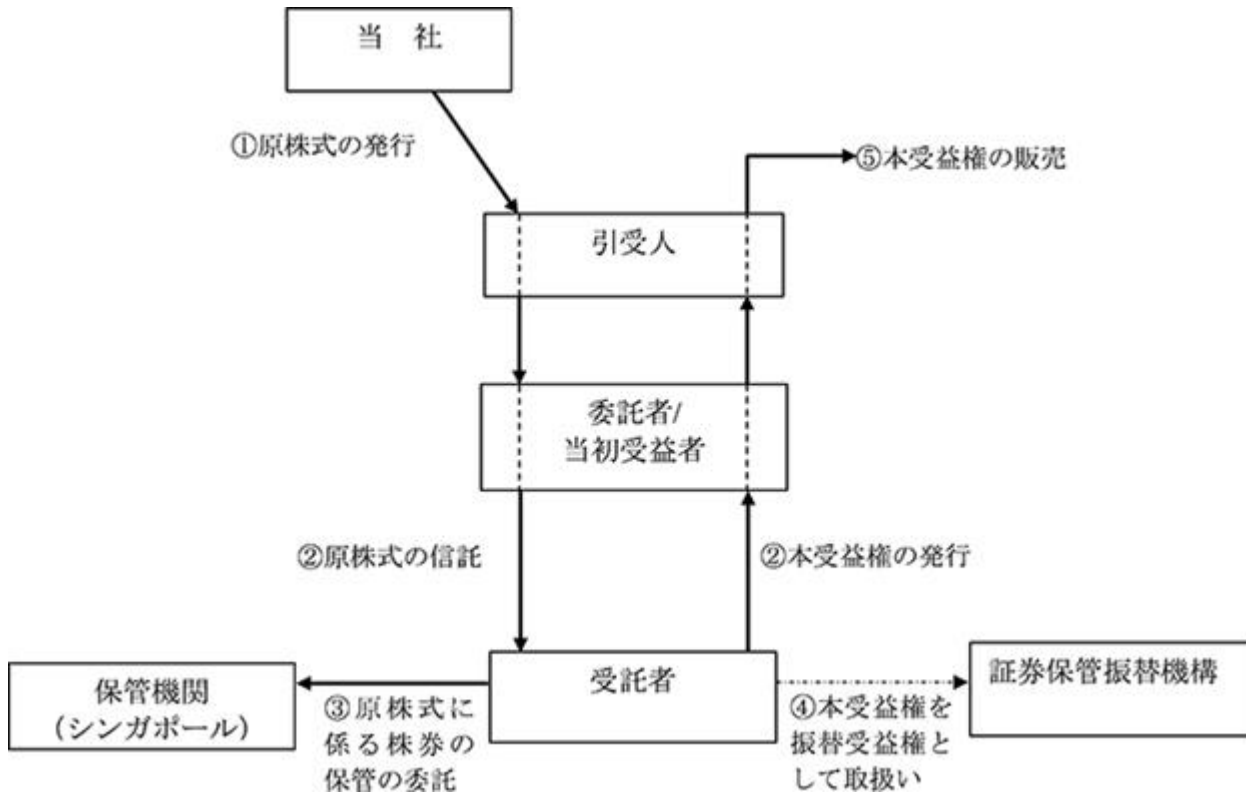 当　社
①原株式の発行
⑤本受益権の販売
引受人
委託者/
当初受益者
②原株式の信託
②本受益権の発行
保管機関
（シンガポール）
③原株式に
係る株券の
保管の委託
受託者
④本受益権を
振替受益権と
して取扱い
証券保管振替機構